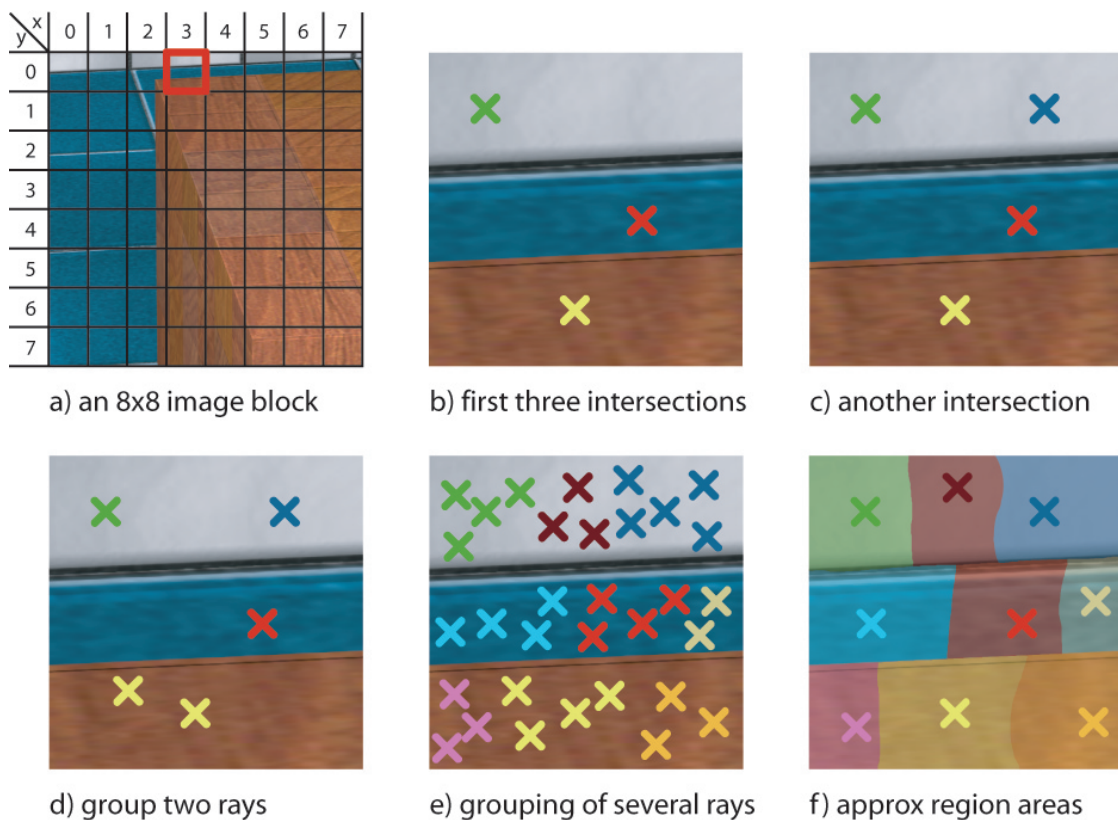 x
y
0 1 2 3 4 5 6 7
0
1
2
3
4
5
6
7
a) an 8x8 image block
b) first three intersections
c) another intersection
d) group two rays
e) grouping of several rays
f) approx region areas